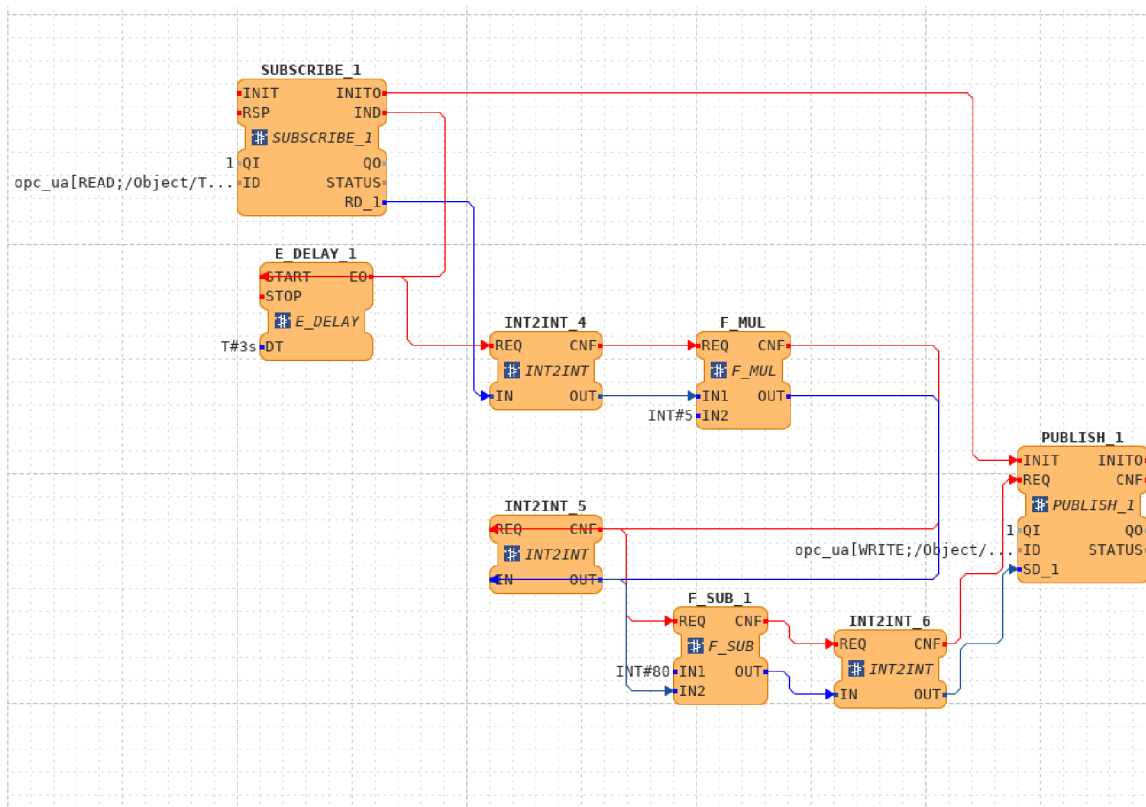 SUBSCRIBE_1
INIT INITO
RSP IND
SUBSCRIBE_1
1 QI QO
opc_ua[READ;/Object/T... ID STATUS
RD_1
E_DELAY_1
START EO
STOP
E_DELAY
T#3s DT
INT2INT_4
REQ CNF
INT2INT
IN OUT
F_MUL
REQ CNF
F_MUL
IN1 OUT
INT#5 IN2
PUBLISH_1
INIT INITO
REQ CNF
PUBLISH_1
1 QI QO
opc_ua[WRITE;/Object/... ID STATUS
SD_1
INT2INT_5
REQ CNF
INT2INT
IN OUT
F_SUB_1
REQ CNF
F_SUB
INT#80 IN1 OUT
IN2
INT2INT_6
REQ CNF
INT2INT
IN OUT